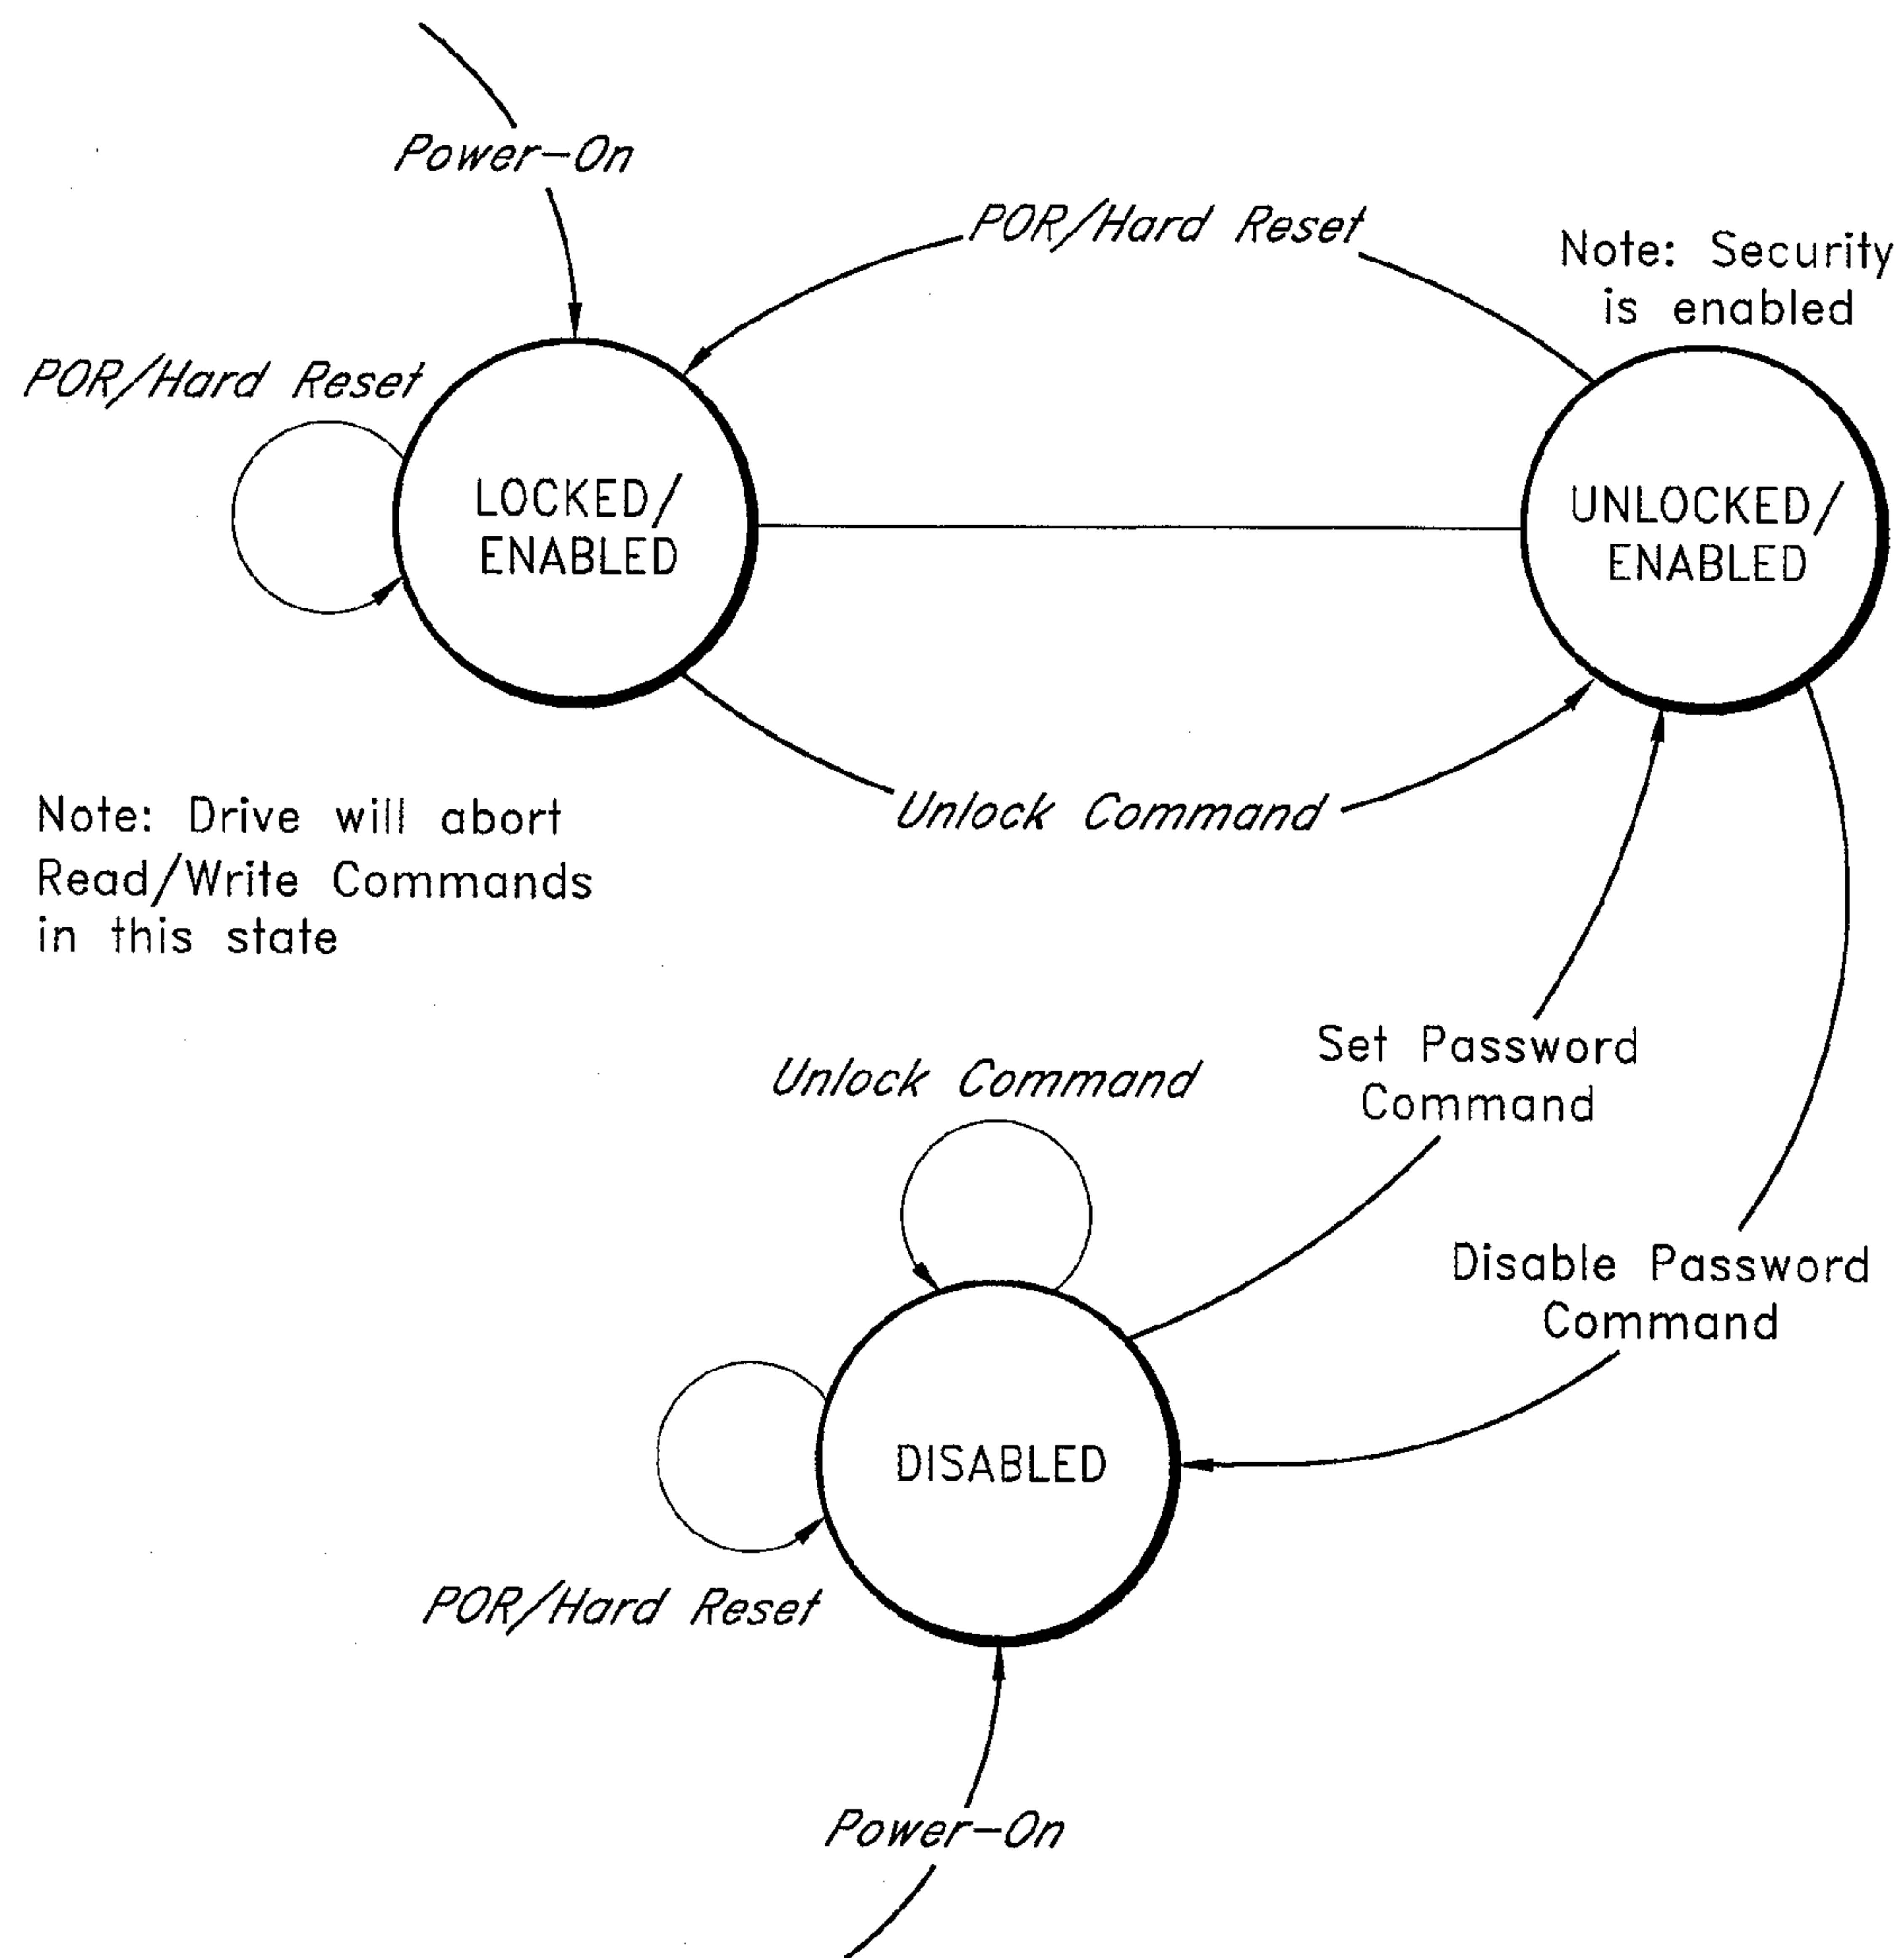 Power-On
POR/Hard Reset
Note: Security
is enabled
POR/Hard Reset
LOCKED/
ENABLED
UNLOCKED/
ENABLED
Unlock Command
Note: Drive will abort
Read/Write Commands
in this state
Set Password
Command
Unlock Command
Disable Password
Command
DISABLED
POR/Hard Reset
Power-On